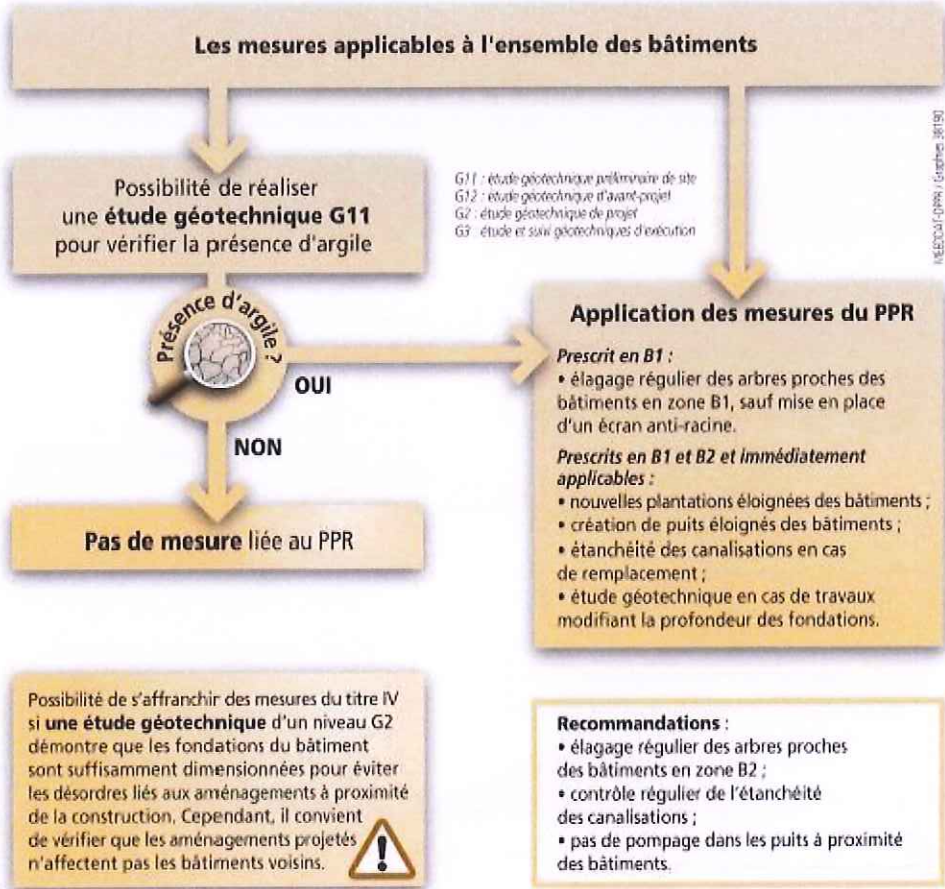 Les mesures applicables à l'ensemble des bâtiments
Possibilité de réaliser
une étude géotechnique G11
pour vérifier la présence d'argile
G11 : étude géotechnique préliminaire de site
G12 : étude géotechnique d'avant-projet
G2 : étude géotechnique de projet
G3 : étude et suivi géotechniques d'exécution
Présence d'argile ?
OUI
NON
Pas de mesure liée au PPR
Application des mesures du PPR
Prescrit en B1 :
• élagage régulier des arbres proches des
bâtiments en zone B1, sauf mise en place
d'un écran anti-racine.
Prescrits en B1 et B2 et immédiatement
applicables :
• nouvelles plantations éloignées des bâtiments ;
• création de puits éloignés des bâtiments ;
• étanchéité des canalisations en cas
de remplacement ;
• étude géotechnique en cas de travaux
modifiant la profondeur des fondations.
Possibilité de s'affranchir des mesures du titre IV
si une étude géotechnique d'un niveau G2
démontre que les fondations du bâtiment
sont suffisamment dimensionnées pour éviter
les désordres liés aux aménagements à proximité
de la construction. Cependant, il convient
de vérifier que les aménagements projetés
n'affectent pas les bâtiments voisins.
!
Recommandations :
• élagage régulier des arbres proches
des bâtiments en zone B2 ;
• contrôle régulier de l'étanchéité
des canalisations ;
• pas de pompage dans les puits à proximité
des bâtiments.